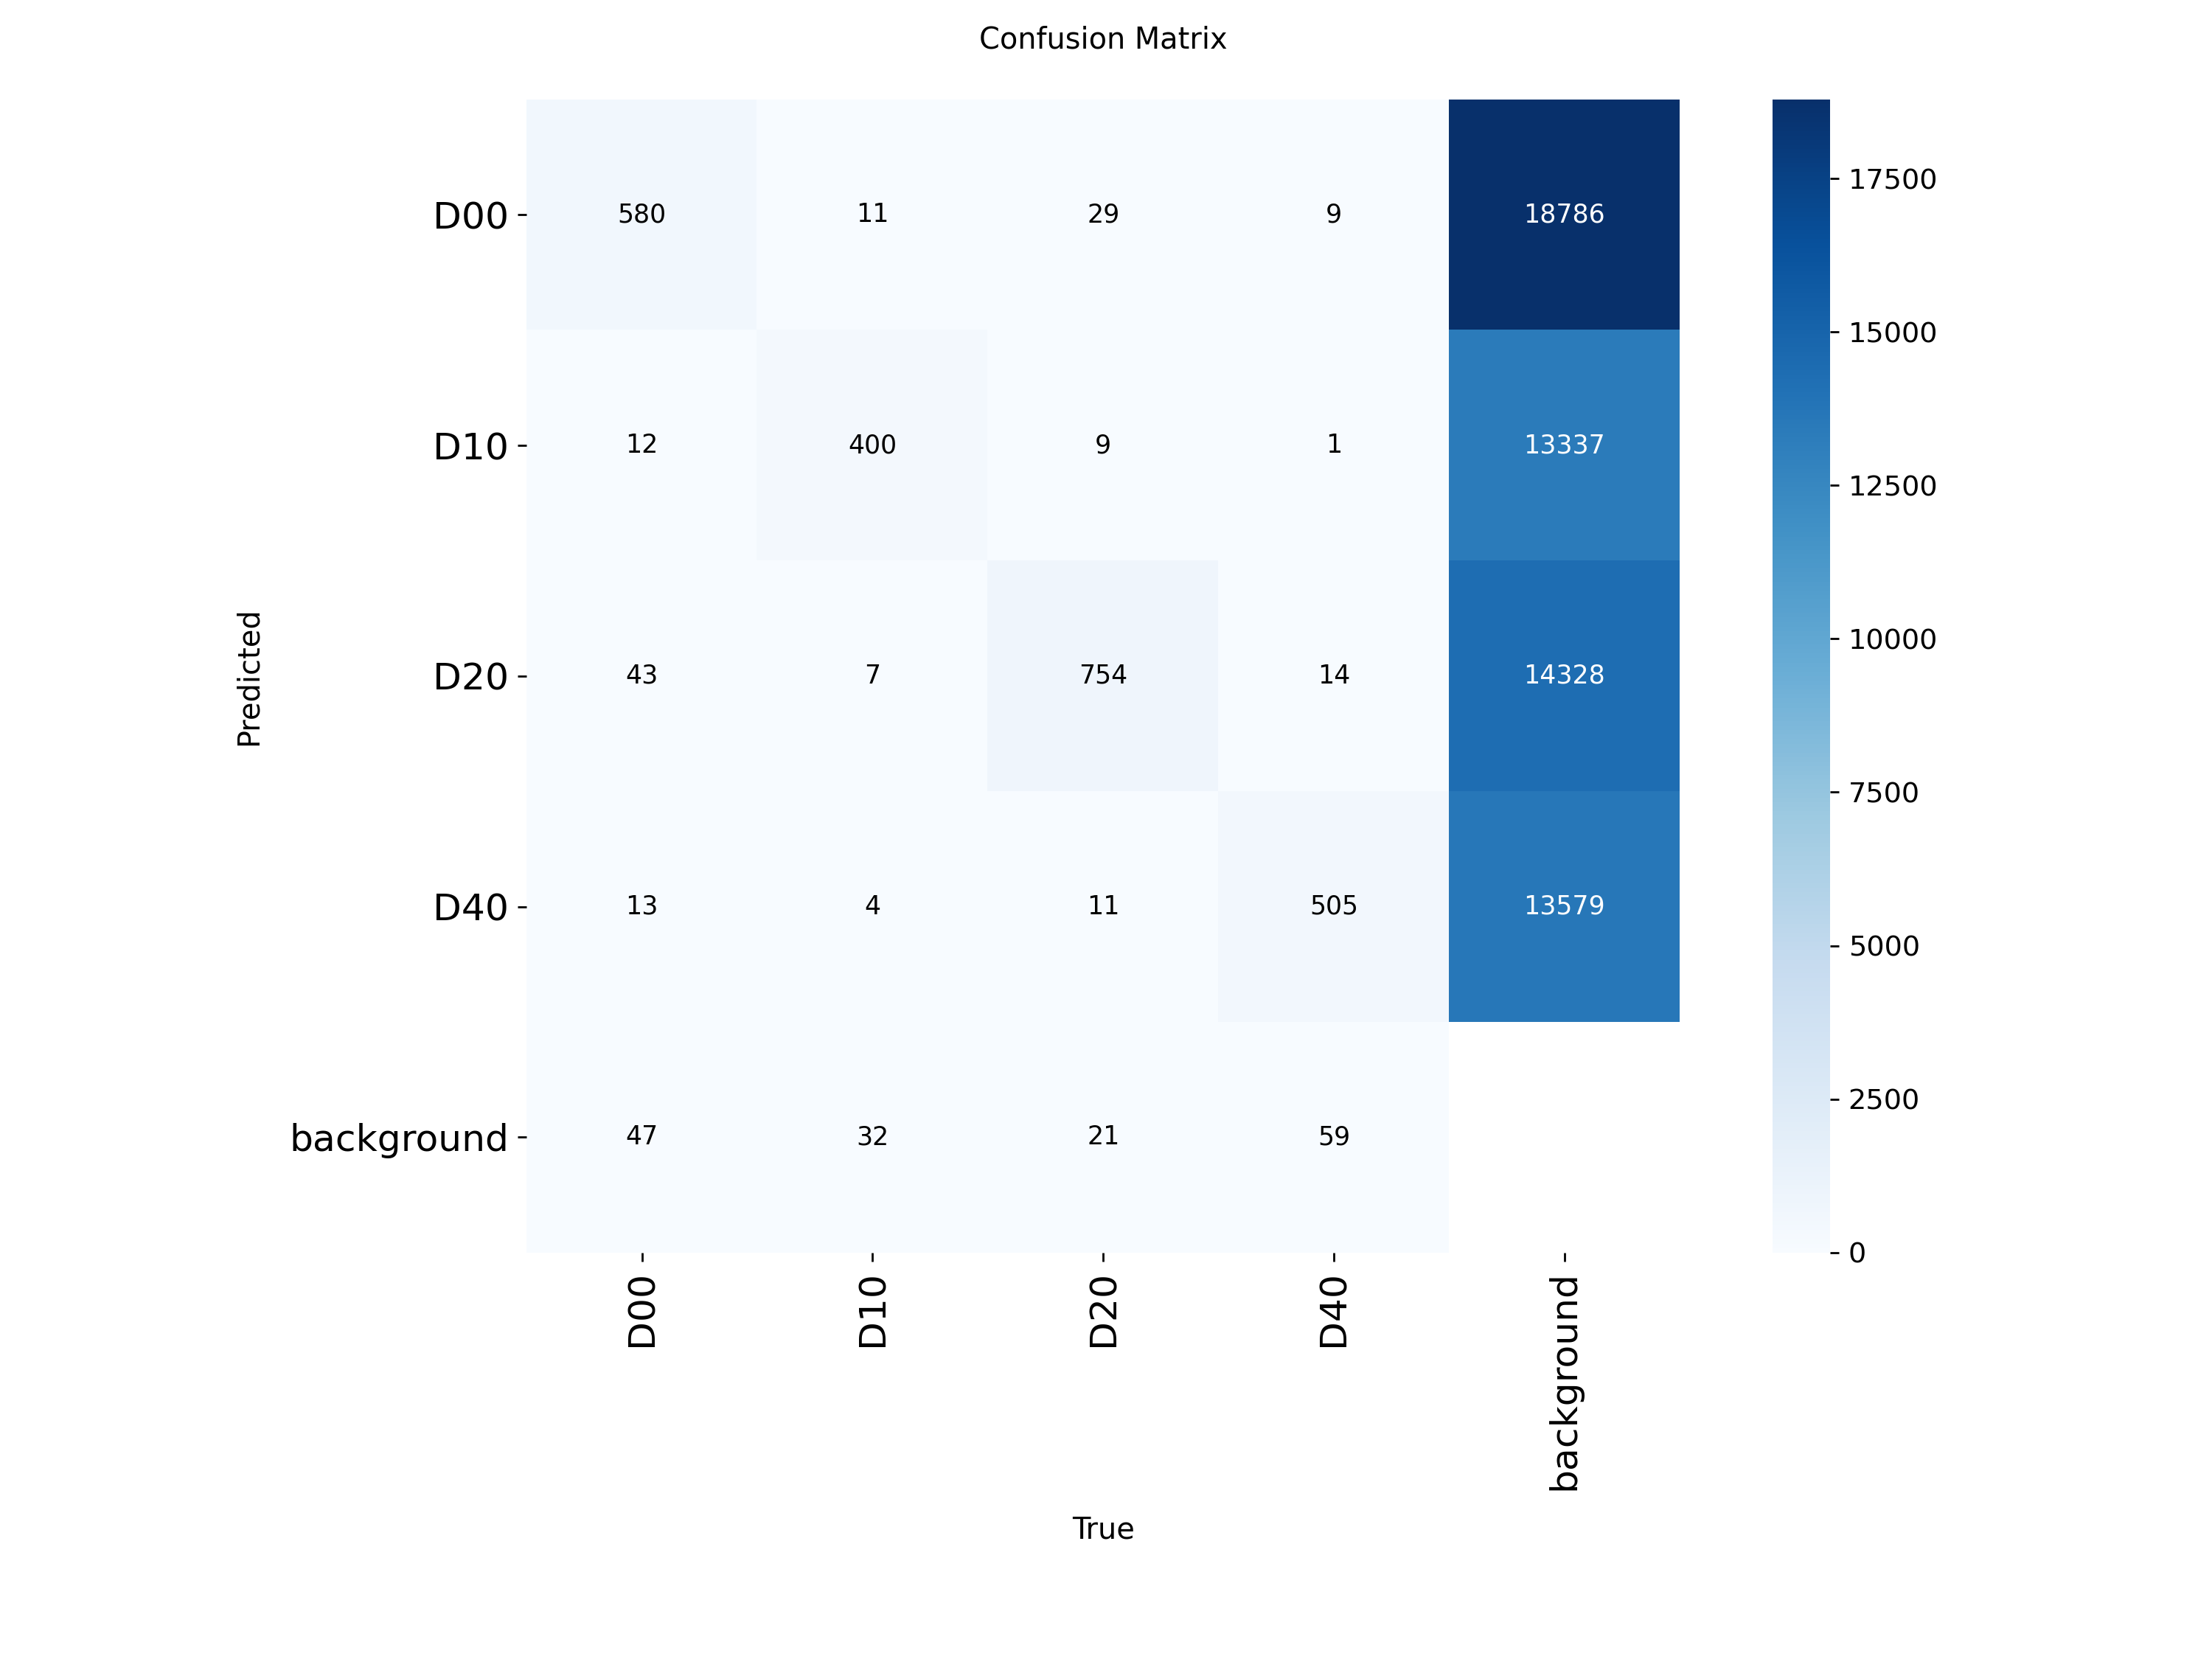 Confusion Matrix
D00 580 11 29 9 18786
D10 12 400 9 1 13337
D20 43 7 754 14 14328
D40 13 4 11 505 13579
background 47 32 21 59
D00 D10 D20 D40 background
Predicted
True
17500
15000
12500
10000
7500
5000
2500
0